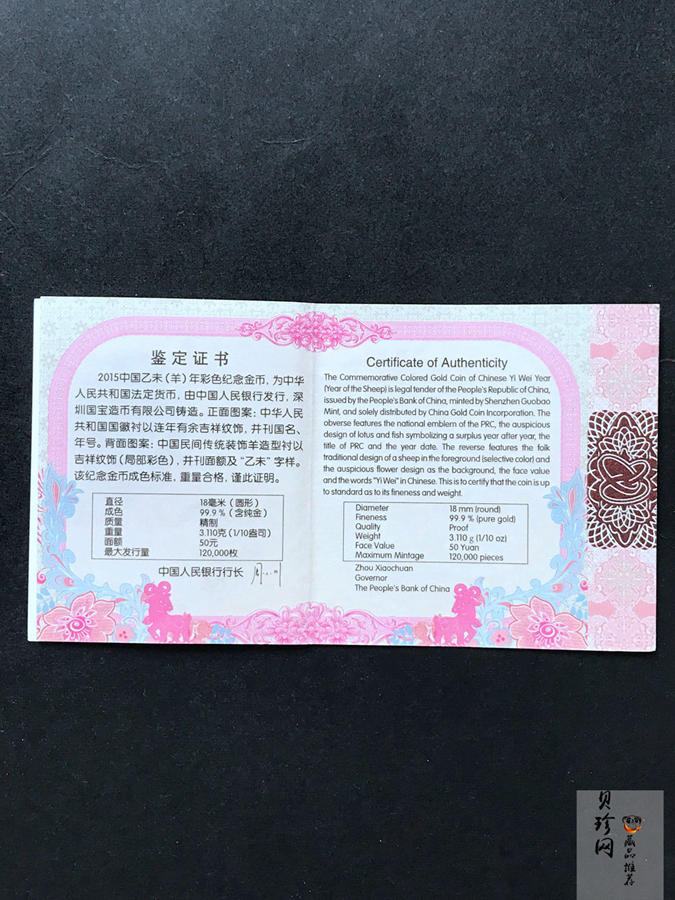 鉴定证书
2015中国乙未（羊）年彩色纪念金币，为中华
人民共和国法定货币，由中国人民银行发行，深
圳国宝造币有限公司铸造。正面图案：中华人民
共和国国徽衬以连年有余吉祥纹饰，并刊国名、
年号。背面图案：中国民间传统装饰羊造型衬以
吉祥纹饰（局部彩色），并刊面额及“乙未”字样。
该纪念金币成色标准，重量合格，谨此证明。
直径 18毫米（圆形）
成色 99.9％（含纯金）
质量 精制
重量 3.110克（1/10盎司）
面额 50元
最大发行量 120,000枚
中国人民银行行长
Certificate of Authenticity
The Commemorative Colored Gold Coin of Chinese Yi Wei Year
(Year of the Sheep) is legal tender of the People's Republic of China,
issued by the People's Bank of China, minted by Shenzhen Guobao
Mint, and solely distributed by China Gold Coin Incorporation. The
obverse features the national emblem of the PRC, the auspicious
design of lotus and fish symbolizing a surplus year after year, the
title of PRC and the year date. The reverse features the folk
traditional design of a sheep in the foreground (selective color) and
the auspicious flower design as the background, the face value
and the words "Yi Wei" in Chinese. This is to certify that the coin is up
to standard as to its fineness and weight.
Diameter 18 mm (round)
Fineness 99.9% (pure gold)
Quality Proof
Weight 3.110 g (1/10 oz)
Face Value 50 Yuan
Maximum Mintage 120,000 pieces
Zhou Xiaochuan
Governor
The People's Bank of China
贝珍网
藏品推荐